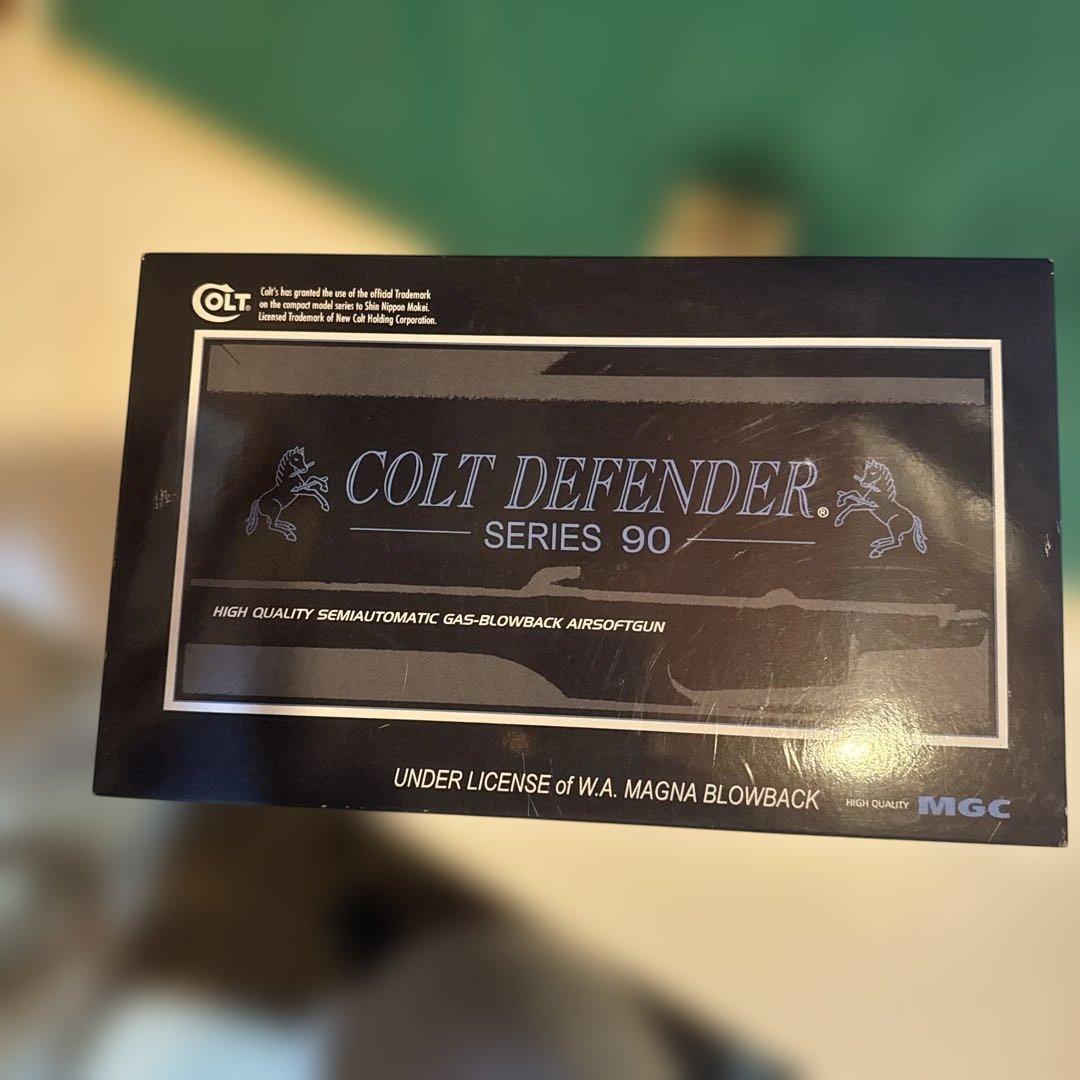 COLT®
Colt's has granted the use of the official Trademark
on the compact model series to Shin Nippon Mokei.
Licensed Trademark of New Colt Holding Corporation.
COLT DEFENDER®
SERIES 90
HIGH QUALITY SEMIAUTOMATIC GAS-BLOWBACK AIRSOFTGUN
UNDER LICENSE of W.A. MAGNA BLOWBACK
HIGH QUALITY MGC